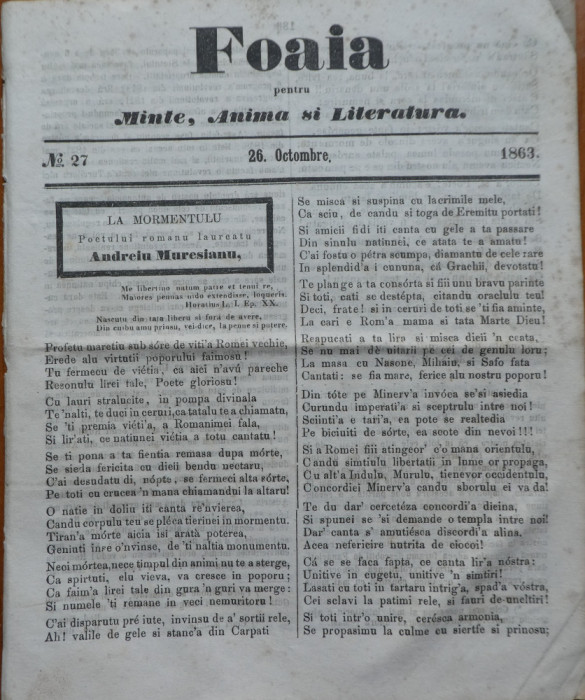 Foaia
pentru
Minte, Anima si Literatura.
No. 27
26. Octombre,
1863.
LA MORMENTULU
Poetului romanu laureatu
Andreiu Muresianu,
Me libertino natum patre et tenui re,
Maiores pennas nido extendisse, loqueris.
Horatius L. I. Ep. XX.
Nascutu din tata liberu si fará de avere,
Din cuibu amu priusu, vei dice, la penne si potere.
Profetu maretiu sub sóre de viti'a Romei vechie,
Erede alu virtutii poporului faimosu!
Tu fermecu de viétia, ca aici n'avú pareche
Resonulu lirei tale, Poete gloriosu!
Cu lauri stralucite, in pompa divinala
Te 'nalti, te duci in ceruri, ca tatalu te a chiamatu,
Se 'ti premia viéti'a, a Romanimei fala,
Si lir'ati, ce natiunei viétia a totu cantatu!
Se ti pona a ta fientia remasa dupa mórte,
Se sieda fericita cu dieii bendu nectaru,
C'ai desudatu di, nópte, se fermeci alta sórte,
Pe toti cu crucea 'n mana chiamandui la altaru!
O natie in doliu iti canta re'nvierea,
Candu corpulu teu se pléca tierinei in mormentu.
Tiran'a mórte aicia isi arată poterea,
Geniuti inse o'nvinse, de 'ti naltia monumentu.
Neci mórtea, nece timpul din animi nu te a sterge,
Ca spirtuti, elu vieva, va cresce in poporu;
Ca faim'a lirei tale din gura 'n guri va merge:
Si numele 'ti remane in veci nemuritoru!
C'ai disparutu pré iute, invinsu de a' sortii rele,
Ah! valile de gele si stanc'a din Carpati
Se misca si suspina cu lacrimile mele,
Ca sciu, de candu si toga de Eremitu portati!
Si amicii fidi iti canta cu gele a ta passare
Din sinulu natiunei, ce atata te a amatu!
C'ai fostu o pétra scumpa, diamantu de cele rare
In splendid'a i cununa, cá Grachii, devotatu!
Te plange a ta consórta si fiii unu bravu parinte
Si toti, cati se destépta, citandu oraclulu teu!
Deci, frate! si in ceruri de toti se 'ti fia aminte,
La cari e Rom'a mama si tata Marte Dieu!
Reapucati a ta lira si misca dieii 'n ceata,
Se nu mai dè uitarii pe cei de genulu loru;
La masa cu Nasone, Mihaiu, si Safo fata
Cantati: se fia mare, ferice alu nostru poporu!
Din tóte pe Minerv'a invóca se'si asiedia
Curundu imperati'a si sceptrulu intre noi!
Sciinti'a e tari'a, ea pote se realtedia
Pe biciuiti de sórte, ea scote din nevoi!!!
Si a Romei fiii atingeor' c'o mana orientulu,
Candu simtiulu libertatii in lume or propaga,
Cu alt'a Indulu, Murulu, tienevor occidentulu,
Concordiei Minerv'a candu sborulu ei va da!
Te du dar' cercetéza concordi'a dieina,
Si spunei se 'si demande o templa intre noi!
Dar' canta s' amutiésca discordi'a alina,
Acea nefericire nutrita de ciocoi!
Cá se se faca fapta, ce canta lir'a nóstra:
Unitive in cugetu, unitive 'n simtiri!
Lasati cu toti in tartaru intrig'a, spad'a vóstra,
Cei sclavi la patimi rele, si fauri de uneltiri!
Si toti intr'o unire, cerésca armonia,
Se propasimu la culme cu siertfe si prinosu;